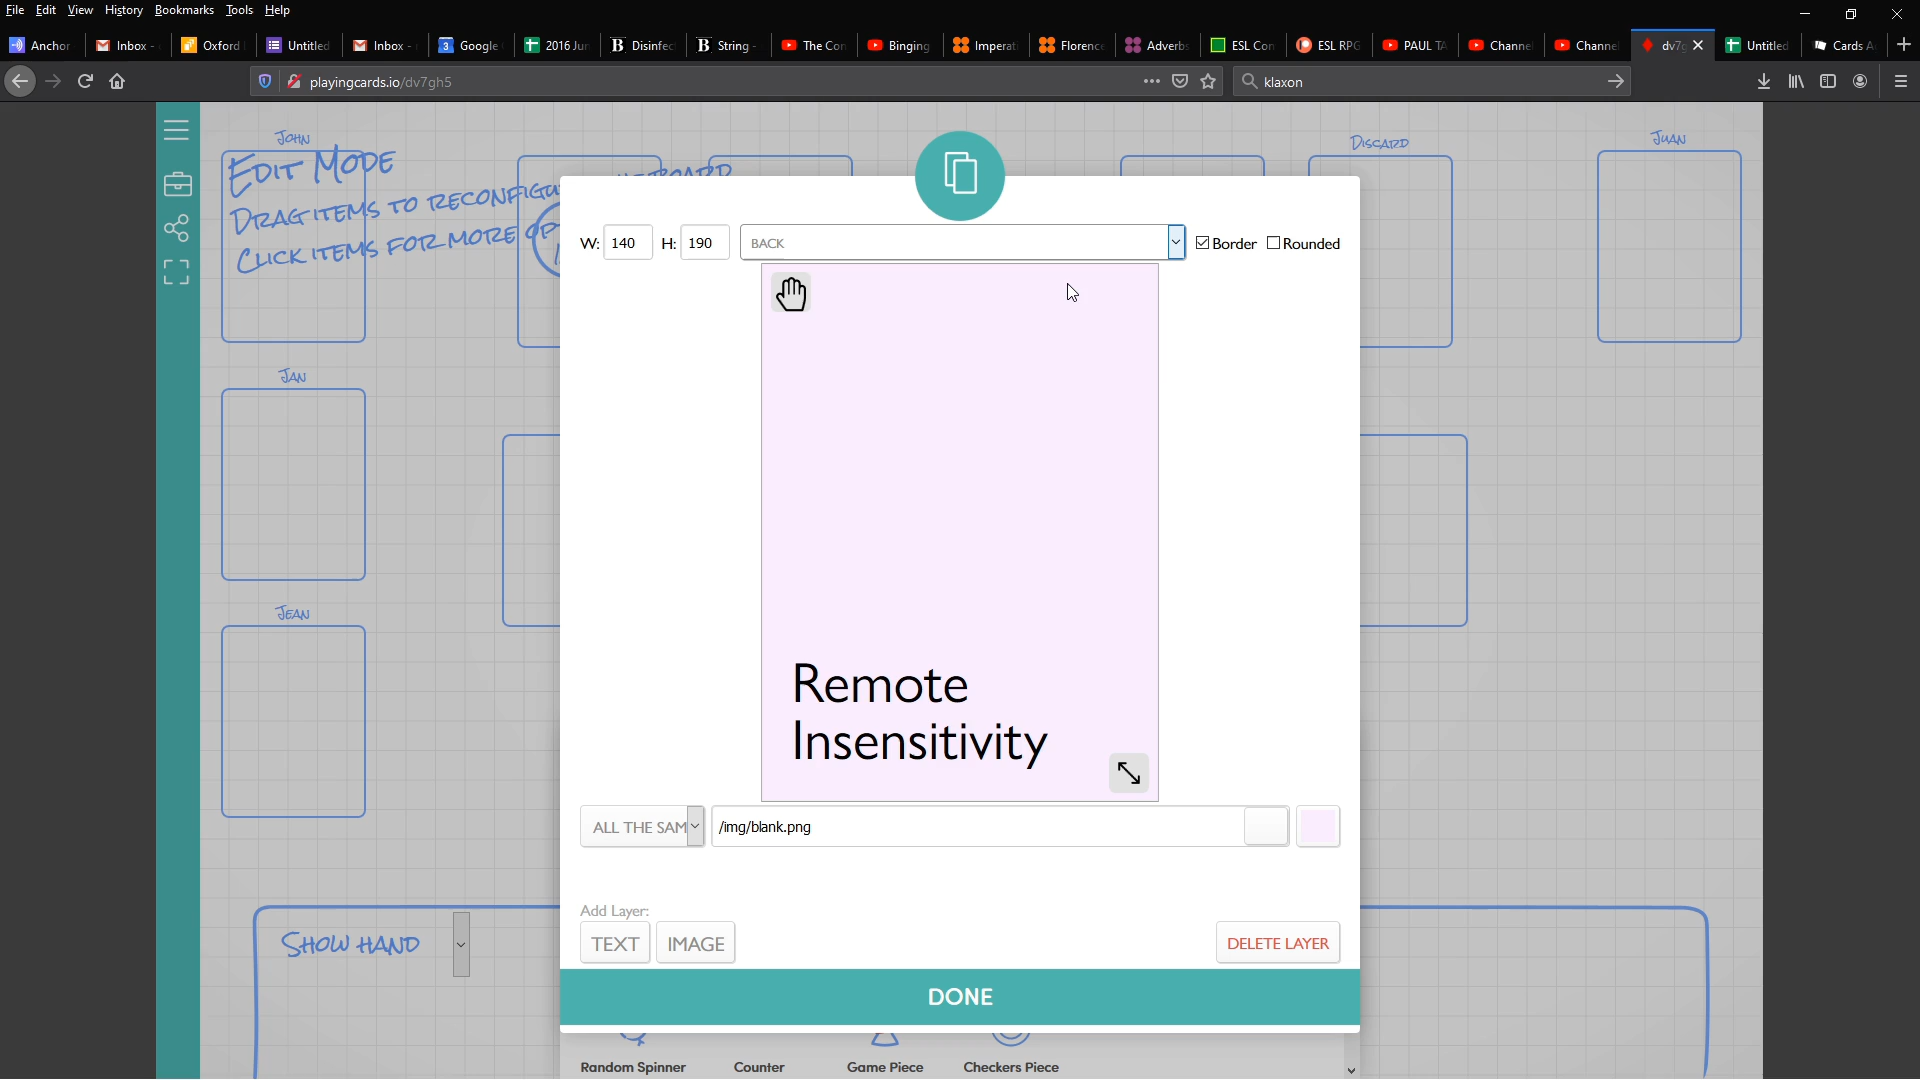 File Edit View History Bookmarks Tools Help
Anchor Inbox - Oxford Untitled Inbox - Google 2016 Jun Disinfec String - The Con Binging Imperat Florence Adverbs ESL Con ESL RPG PAUL TA Channe Channe dv7g Untitled Cards A
playingcards.io/dv7gh5 klaxon
John
Discard
Juan
Edit Mode
Drag items to
Click items for more
W: 140 H: 190 BACK Border Rounded
Jan
Jean
Remote
Insensitivity
ALL THE SAM /img/blank.png
Add Layer:
TEXT IMAGE DELETE LAYER
Show hand
DONE
Random Spinner Counter Game Piece Checkers Piece